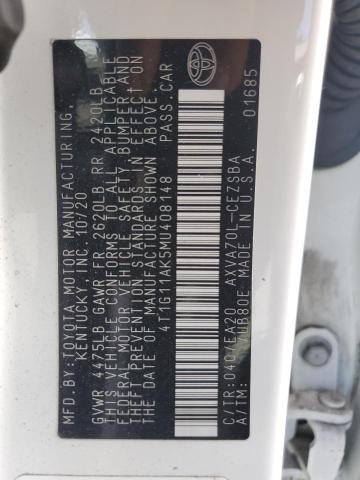 MFD. BY: TOYOTA MOTOR MANUFACTURING,
KENTUCKY, INC. 10/20
GVWR 4475LB GAWR FR 2620LB RR 2420LB
THIS VEHICLE CONFORMS TO ALL APPLICABLE
FEDERAL MOTOR VEHICLE SAFETY, BUMPER AND
THEFT PREVENTION STANDARDS IN EFFECT ON
THE DATE OF MANUFACTURE SHOWN ABOVE.
4T1G11AK5MU408148 PASS. CAR
C/TR: 040 /EA20 AXVA70L-CEZSBA
A/TM: /UB80E MADE IN U.S.A.
01685
TOYOTA